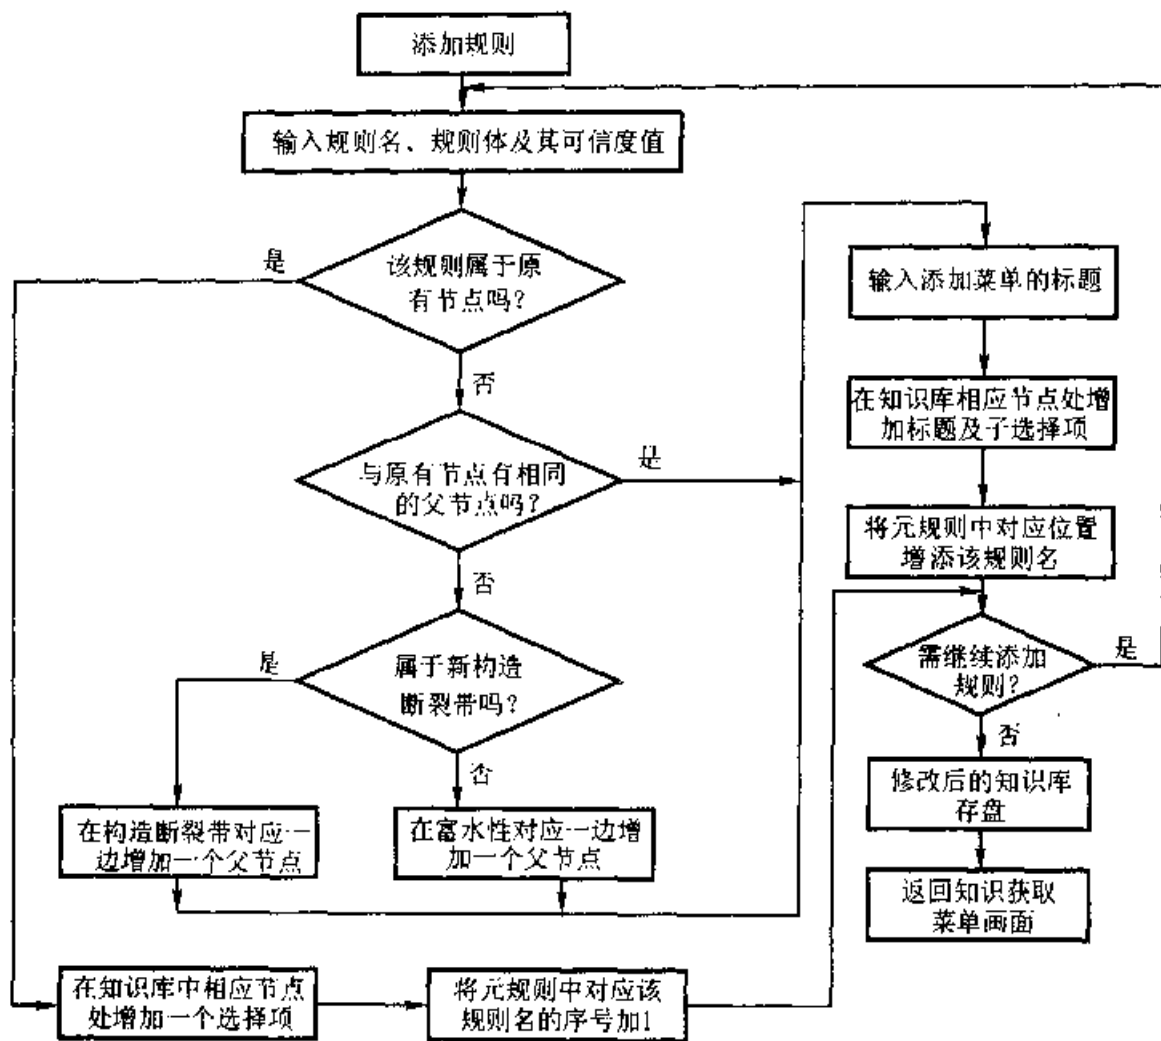 添加规则
输入规则名、规则体及其可信度值
是
该规则属于原
有节点吗?
否
与原有节点有相同
的父节点吗?
是
否
是
属于新构造
断裂带吗?
否
在构造断裂带对应一
边增加一个父节点
在富水性对应一边增
加一个父节点
在知识库中相应节点
处增加一个选择项
将元规则中对应该
规则名的序号加1
输入添加菜单的标题
在知识库相应节点处增
加标题及子选择项
将元规则中对应位置
增添该规则名
需继续添加
规则?
是
否
修改后的知识库
存盘
返回知识获取
菜单画面